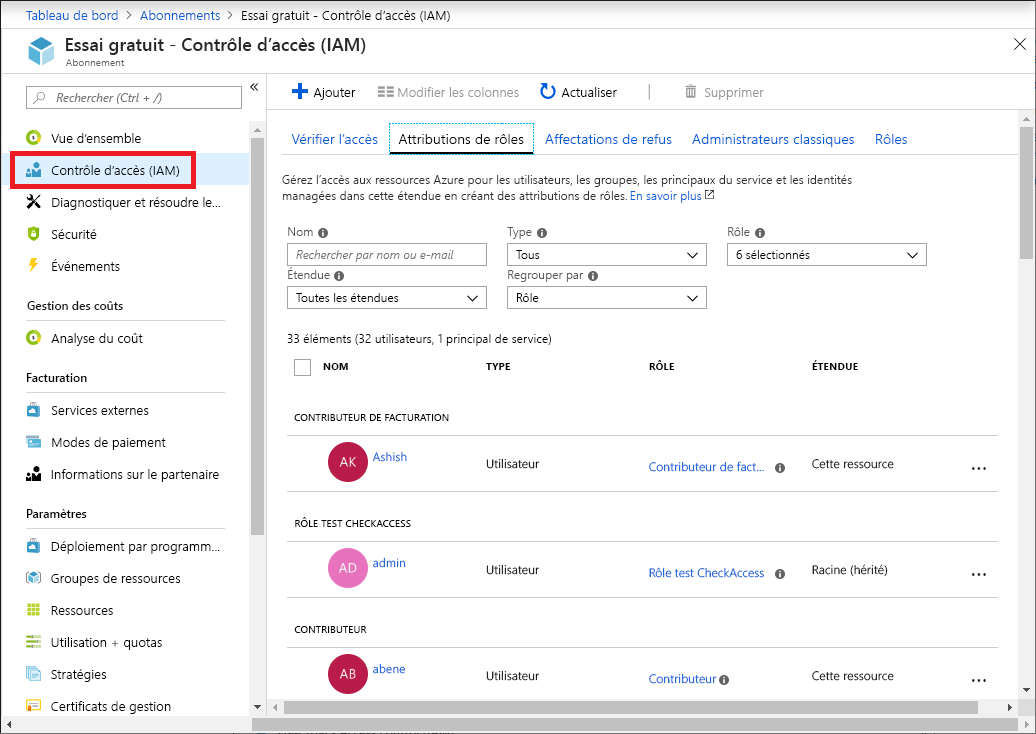 Tableau de bord > Abonnements > Essai gratuit - Contrôle d’accès (IAM)
Essai gratuit - Contrôle d’accès (IAM)
Abonnement
Rechercher (Ctrl + /)
«
Vue d’ensemble
Contrôle d’accès (IAM)
Diagnostiquer et résoudre le...
Sécurité
Événements
Gestion des coûts
Analyse du coût
Facturation
Services externes
Modes de paiement
Informations sur le partenaire
Paramètres
Déploiement par programm...
Groupes de ressources
Ressources
Utilisation + quotas
Stratégies
Certificats de gestion
Ajouter Modifier les colonnes Actualiser Supprimer
Vérifier l’accès Attributions de rôles Affectations de refus Administrateurs classiques Rôles
Gérez l’accès aux ressources Azure pour les utilisateurs, les groupes, les principaux du service et les identités
managées dans cette étendue en créant des attributions de rôles. En savoir plus
Nom Type Rôle
Rechercher par nom ou e-mail Tous 6 sélectionnés
Étendue Regrouper par
Toutes les étendues Rôle
33 éléments (32 utilisateurs, 1 principal de service)
NOM TYPE RÔLE ÉTENDUE
CONTRIBUTEUR DE FACTURATION
AK Ashish Utilisateur Contributeur de fact... Cette ressource ...
RÔLE TEST CHECKACCESS
AD admin Utilisateur Rôle test CheckAccess Racine (hérité) ...
CONTRIBUTEUR
AB abene Utilisateur Contributeur Cette ressource ...